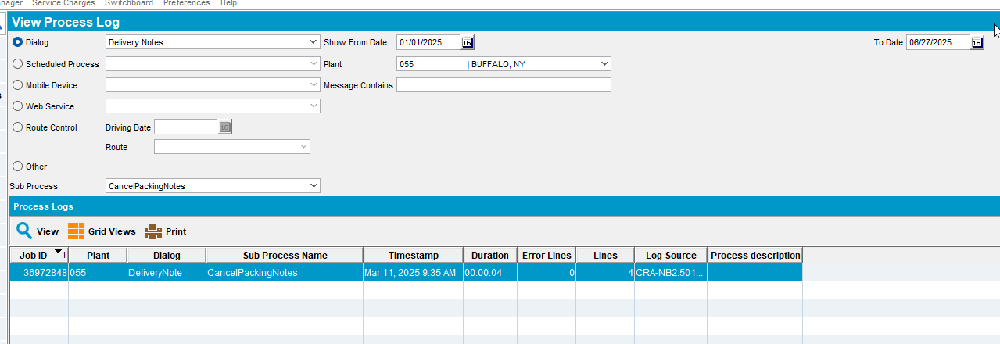 Service Charges Switchboard Preferences Help
View Process Log
Dialog Delivery Notes Show From Date 01/01/2025 16 To Date 06/27/2025 16
Scheduled Process Plant 055 | BUFFALO, NY
Mobile Device Message Contains
Web Service
Route Control Driving Date 16
Route
Other
Sub Process CancelPackingNotes
Process Logs
View Grid Views Print
Job ID 1 Plant Dialog Sub Process Name Timestamp Duration Error Lines Lines Log Source Process description
36972848 055 DeliveryNote CancelPackingNotes Mar 11, 2025 9:35 AM 00:00:04 0 4 CRA-NB2:501...